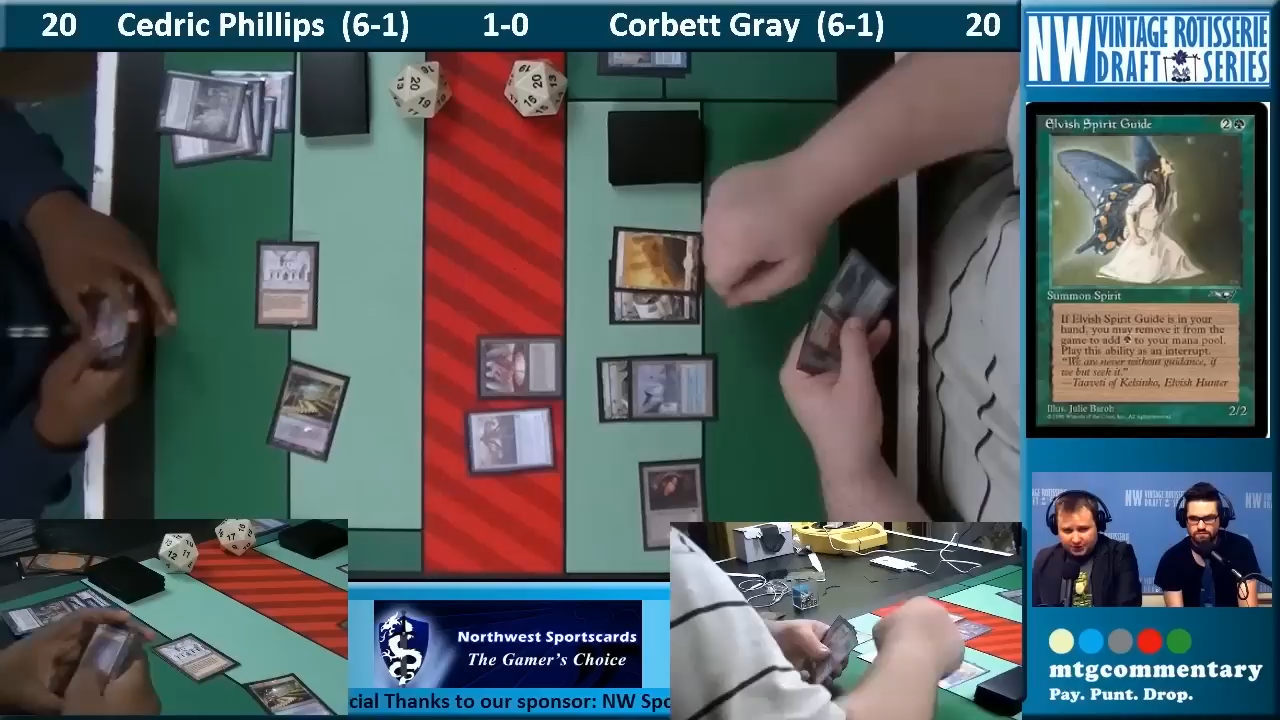 20 Cedric Phillips (6-1) 1-0 Corbett Gray (6-1) 20
NW VINTAGE ROTISSERIE
DRAFT SERIES
Elvish Spirit Guide 2
Summon Spirit
If Elvish Spirit Guide is in your
hand, you may remove it from the
game to add to your mana pool.
Play this ability as an interrupt.
"We are never without guidance, if
we but seek it."
—Taaveti of Kelsinko, Elvish Hunter
Illus. Julie Baroh
2/2
Northwest Sportscards
The Gamer's Choice
cial Thanks to our sponsor: NW Spo
mtgcommentary
Pay. Punt. Drop.